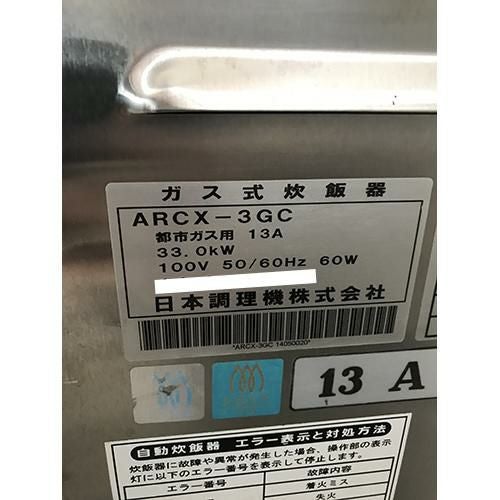 ガス式炊飯器
ARCX-3GC
都市ガス用 13A
33.0kW
100V 50/60Hz 60W
日本調理機株式会社
*ARCX-3GC 14050020*
13 A
1
自動炊飯器 エラー表示と対処方法
炊飯器に故障や異常が発生した場合、操作部の表示
灯に以下のエラー番号を表示して停止します。
エラー番号 故障内容
1 着火ミス
失火